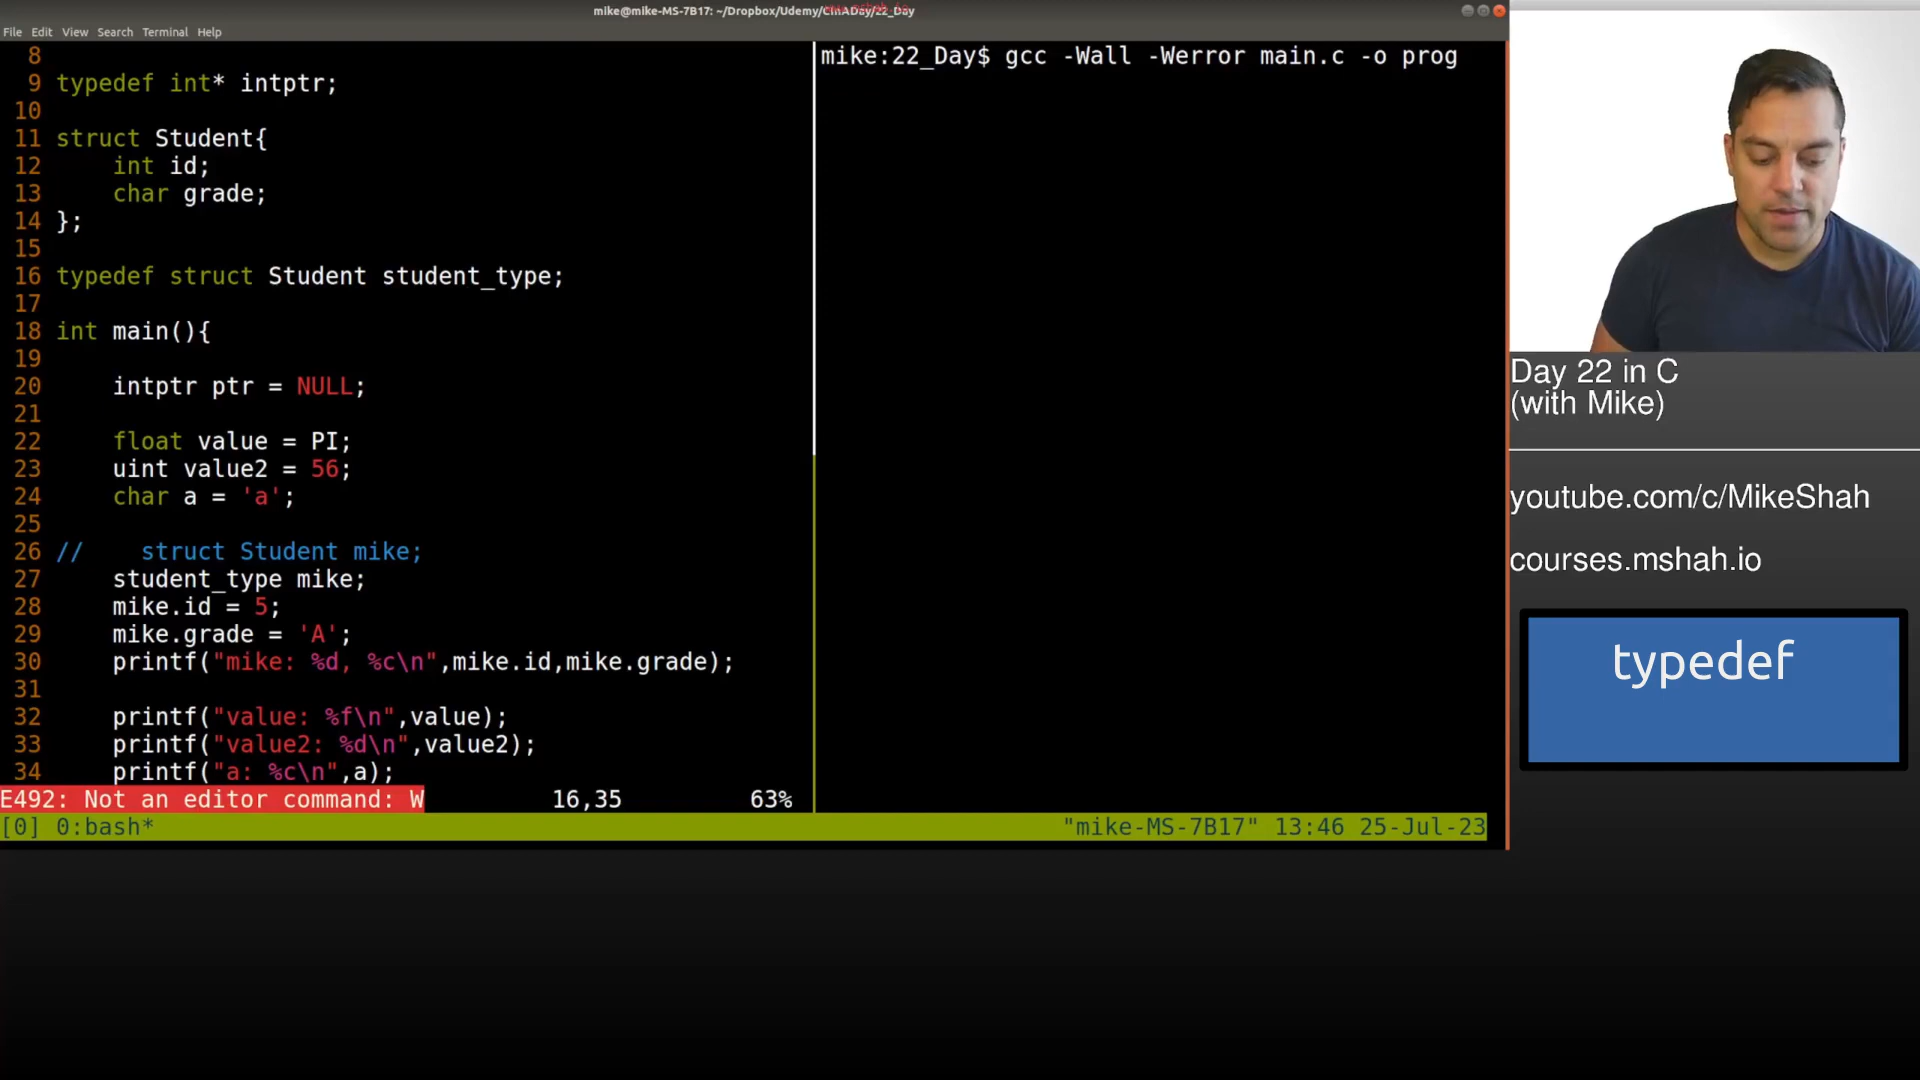 mike@mike-MS-7B17: ~/Dropbox/Udemy/CInADay/22_Day
File Edit View Search Terminal Help
8
9 typedef int* intptr;
10
11 struct Student{
12     int id;
13     char grade;
14 };
15
16 typedef struct Student student_type;
17
18 int main(){
19
20     intptr ptr = NULL;
21
22     float value = PI;
23     uint value2 = 56;
24     char a = 'a';
25
26 //    struct Student mike;
27     student_type mike;
28     mike.id = 5;
29     mike.grade = 'A';
30     printf("mike: %d, %c\n",mike.id,mike.grade);
31
32     printf("value: %f\n",value);
33     printf("value2: %d\n",value2);
34     printf("a: %c\n",a);
E492: Not an editor command: W 16,35 63%
mike:22_Day$ gcc -Wall -Werror main.c -o prog
[0] 0:bash* "mike-MS-7B17" 13:46 25-Jul-23
Day 22 in C
(with Mike)
youtube.com/c/MikeShah
courses.mshah.io
typedef